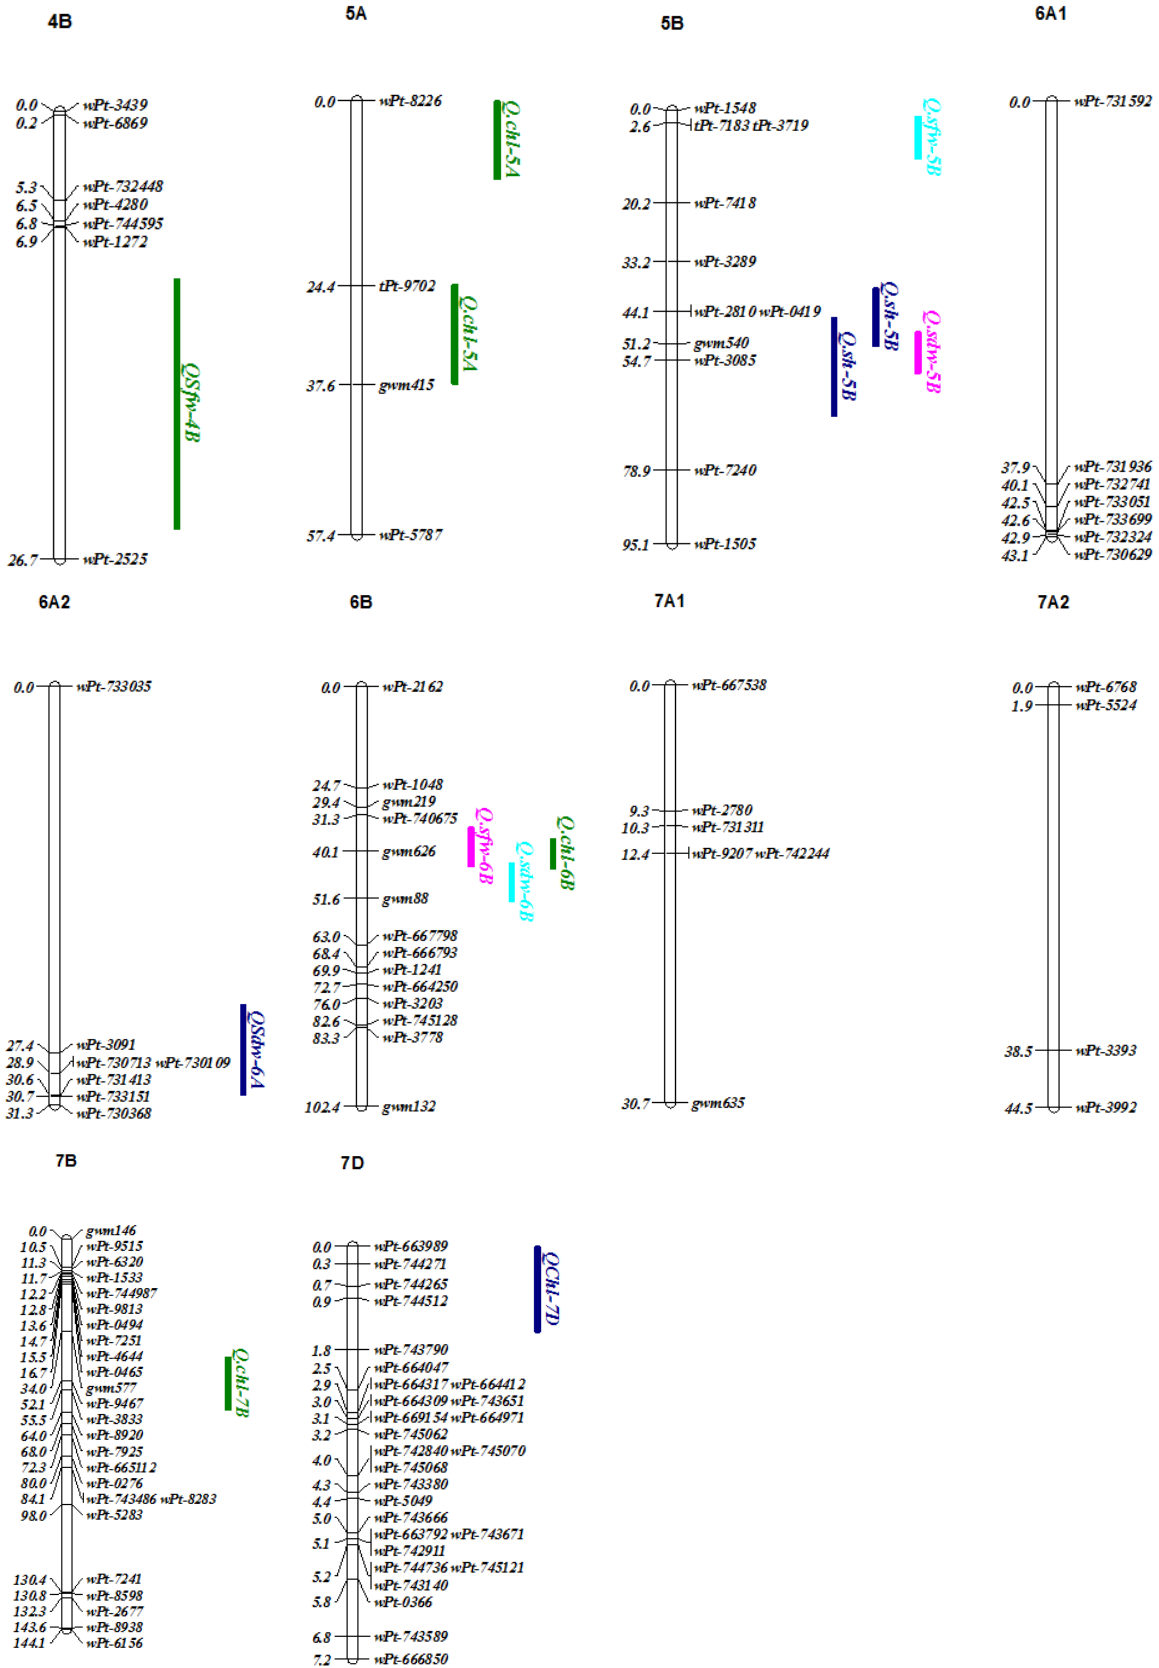 4B
0.0 wPt-3439
0.2 wPt-6869
5.3 wPt-732448
6.5 wPt-4280
6.8 wPt-744595
6.9 wPt-1272
26.7 wPt-2525
QSfw-4B
5A
0.0 wPt-8226
24.4 tPt-9702
37.6 gwm415
57.4 wPt-5787
Q.chl-5A
Q.chl-5A
5B
0.0 wPt-1548
2.6 tPt-7183 tPt-3719
20.2 wPt-7418
33.2 wPt-3289
44.1 wPt-2810 wPt-0419
51.2 gwm540
54.7 wPt-3085
78.9 wPt-7240
95.1 wPt-1505
Q.sh-5B
Q.sh-5B
Q.sfw-5B
Q.sdw-5B
6A1
0.0 wPt-731592
37.9 wPt-731936
40.1 wPt-732741
42.5 wPt-733051
42.6 wPt-733699
42.9 wPt-732324
43.1 wPt-730629
6A2
0.0 wPt-733035
27.4 wPt-3091
28.9 wPt-730713 wPt-730109
30.6 wPt-731413
30.7 wPt-733151
31.3 wPt-730368
QSdw-6A
6B
0.0 wPt-2162
24.7 wPt-1048
29.4 gwm219
31.3 wPt-740675
40.1 gwm626
51.6 gwm88
63.0 wPt-667798
68.4 wPt-666793
69.9 wPt-1241
72.7 wPt-664250
76.0 wPt-3203
82.6 wPt-745128
83.3 wPt-3778
102.4 gwm132
Q.sfw-6B
Q.sdw-6B
Q.chl-6B
7A1
0.0 wPt-667538
9.3 wPt-2780
10.3 wPt-731311
12.4 wPt-9207 wPt-742244
30.7 gwm635
7A2
0.0 wPt-6768
1.9 wPt-5524
38.5 wPt-3393
44.5 wPt-3992
7B
0.0 gwm146
10.5 wPt-9515
11.3 wPt-6320
11.7 wPt-1533
12.2 wPt-744987
12.8 wPt-9813
13.6 wPt-0494
14.7 wPt-7251
15.5 wPt-4644
16.7 wPt-0465
34.0 gwm577
52.1 wPt-9467
55.5 wPt-3833
64.0 wPt-8920
68.0 wPt-7925
72.3 wPt-665112
80.0 wPt-0276
84.1 wPt-743486 wPt-8283
98.0 wPt-5283
130.4 wPt-7241
130.8 wPt-8598
132.3 wPt-2677
143.6 wPt-8938
144.1 wPt-6156
Q.chl-7B
7D
0.0 wPt-663989
0.3 wPt-744271
0.7 wPt-744265
0.9 wPt-744512
1.8 wPt-743790
2.5 wPt-664047
2.9 wPt-664317 wPt-664412
3.0 wPt-664309 wPt-743651
3.1 wPt-669154 wPt-664971
3.2 wPt-745062
4.0 wPt-742840 wPt-745070
wPt-745068
4.3 wPt-743380
4.4 wPt-5049
5.0 wPt-743666
5.1 wPt-663792 wPt-743671
wPt-742911
5.2 wPt-744736 wPt-745121
wPt-743140
5.8 wPt-0366
6.8 wPt-743589
7.2 wPt-666850
QChl-7D